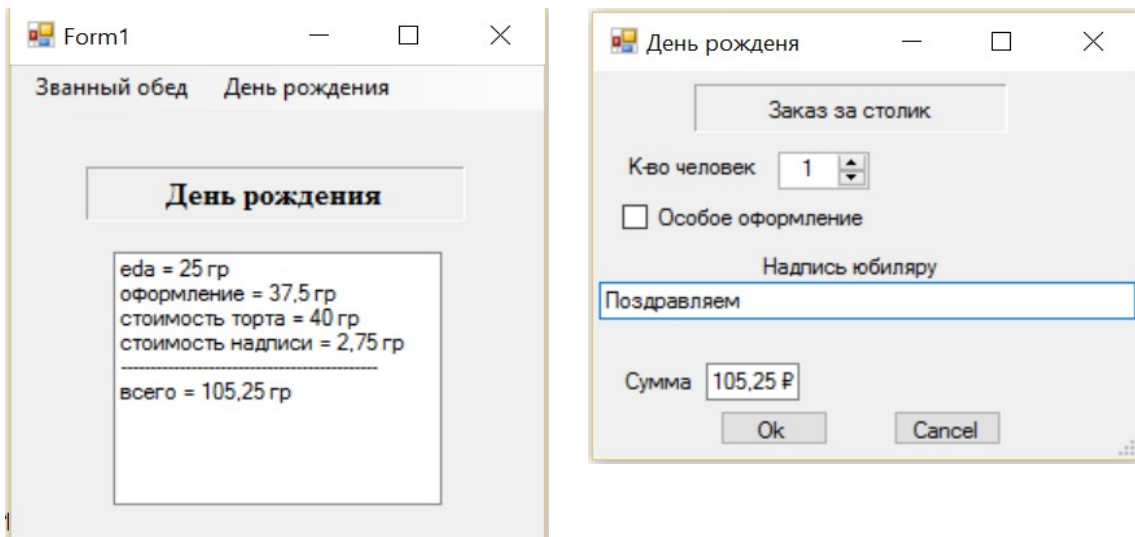 Form1
Званный обед День рождения
День рождения
eda = 25 гр
оформление = 37,5 гр
стоимость торта = 40 гр
стоимость надписи = 2,75 гр
--------------------------------------------
всего = 105,25 гр
День рожденя
Заказ за столик
К-во человек 1
Особое оформление
Надпись юбиляру
Поздравляем
Сумма 105,25 ₽
Ok Cancel